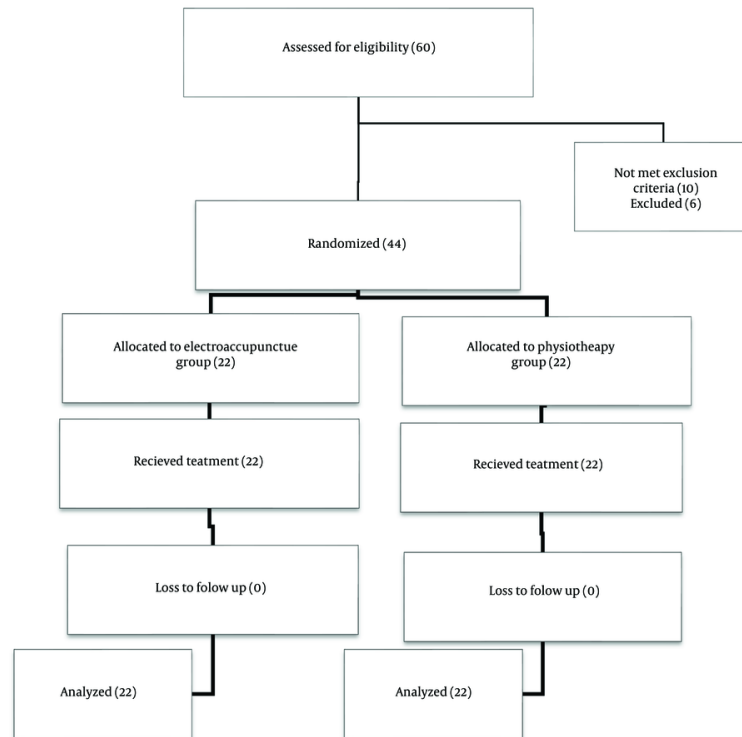 Assessed for eligibility (60)
Not met exclusion
criteria (10)
Excluded (6)
Randomized (44)
Allocated to electroaccupunctue
group (22)
Allocated to physiotheapy
group (22)
Recieved teatment (22)
Recieved teatment (22)
Loss to folow up (0)
Loss to folow up (0)
Analyzed (22)
Analyzed (22)